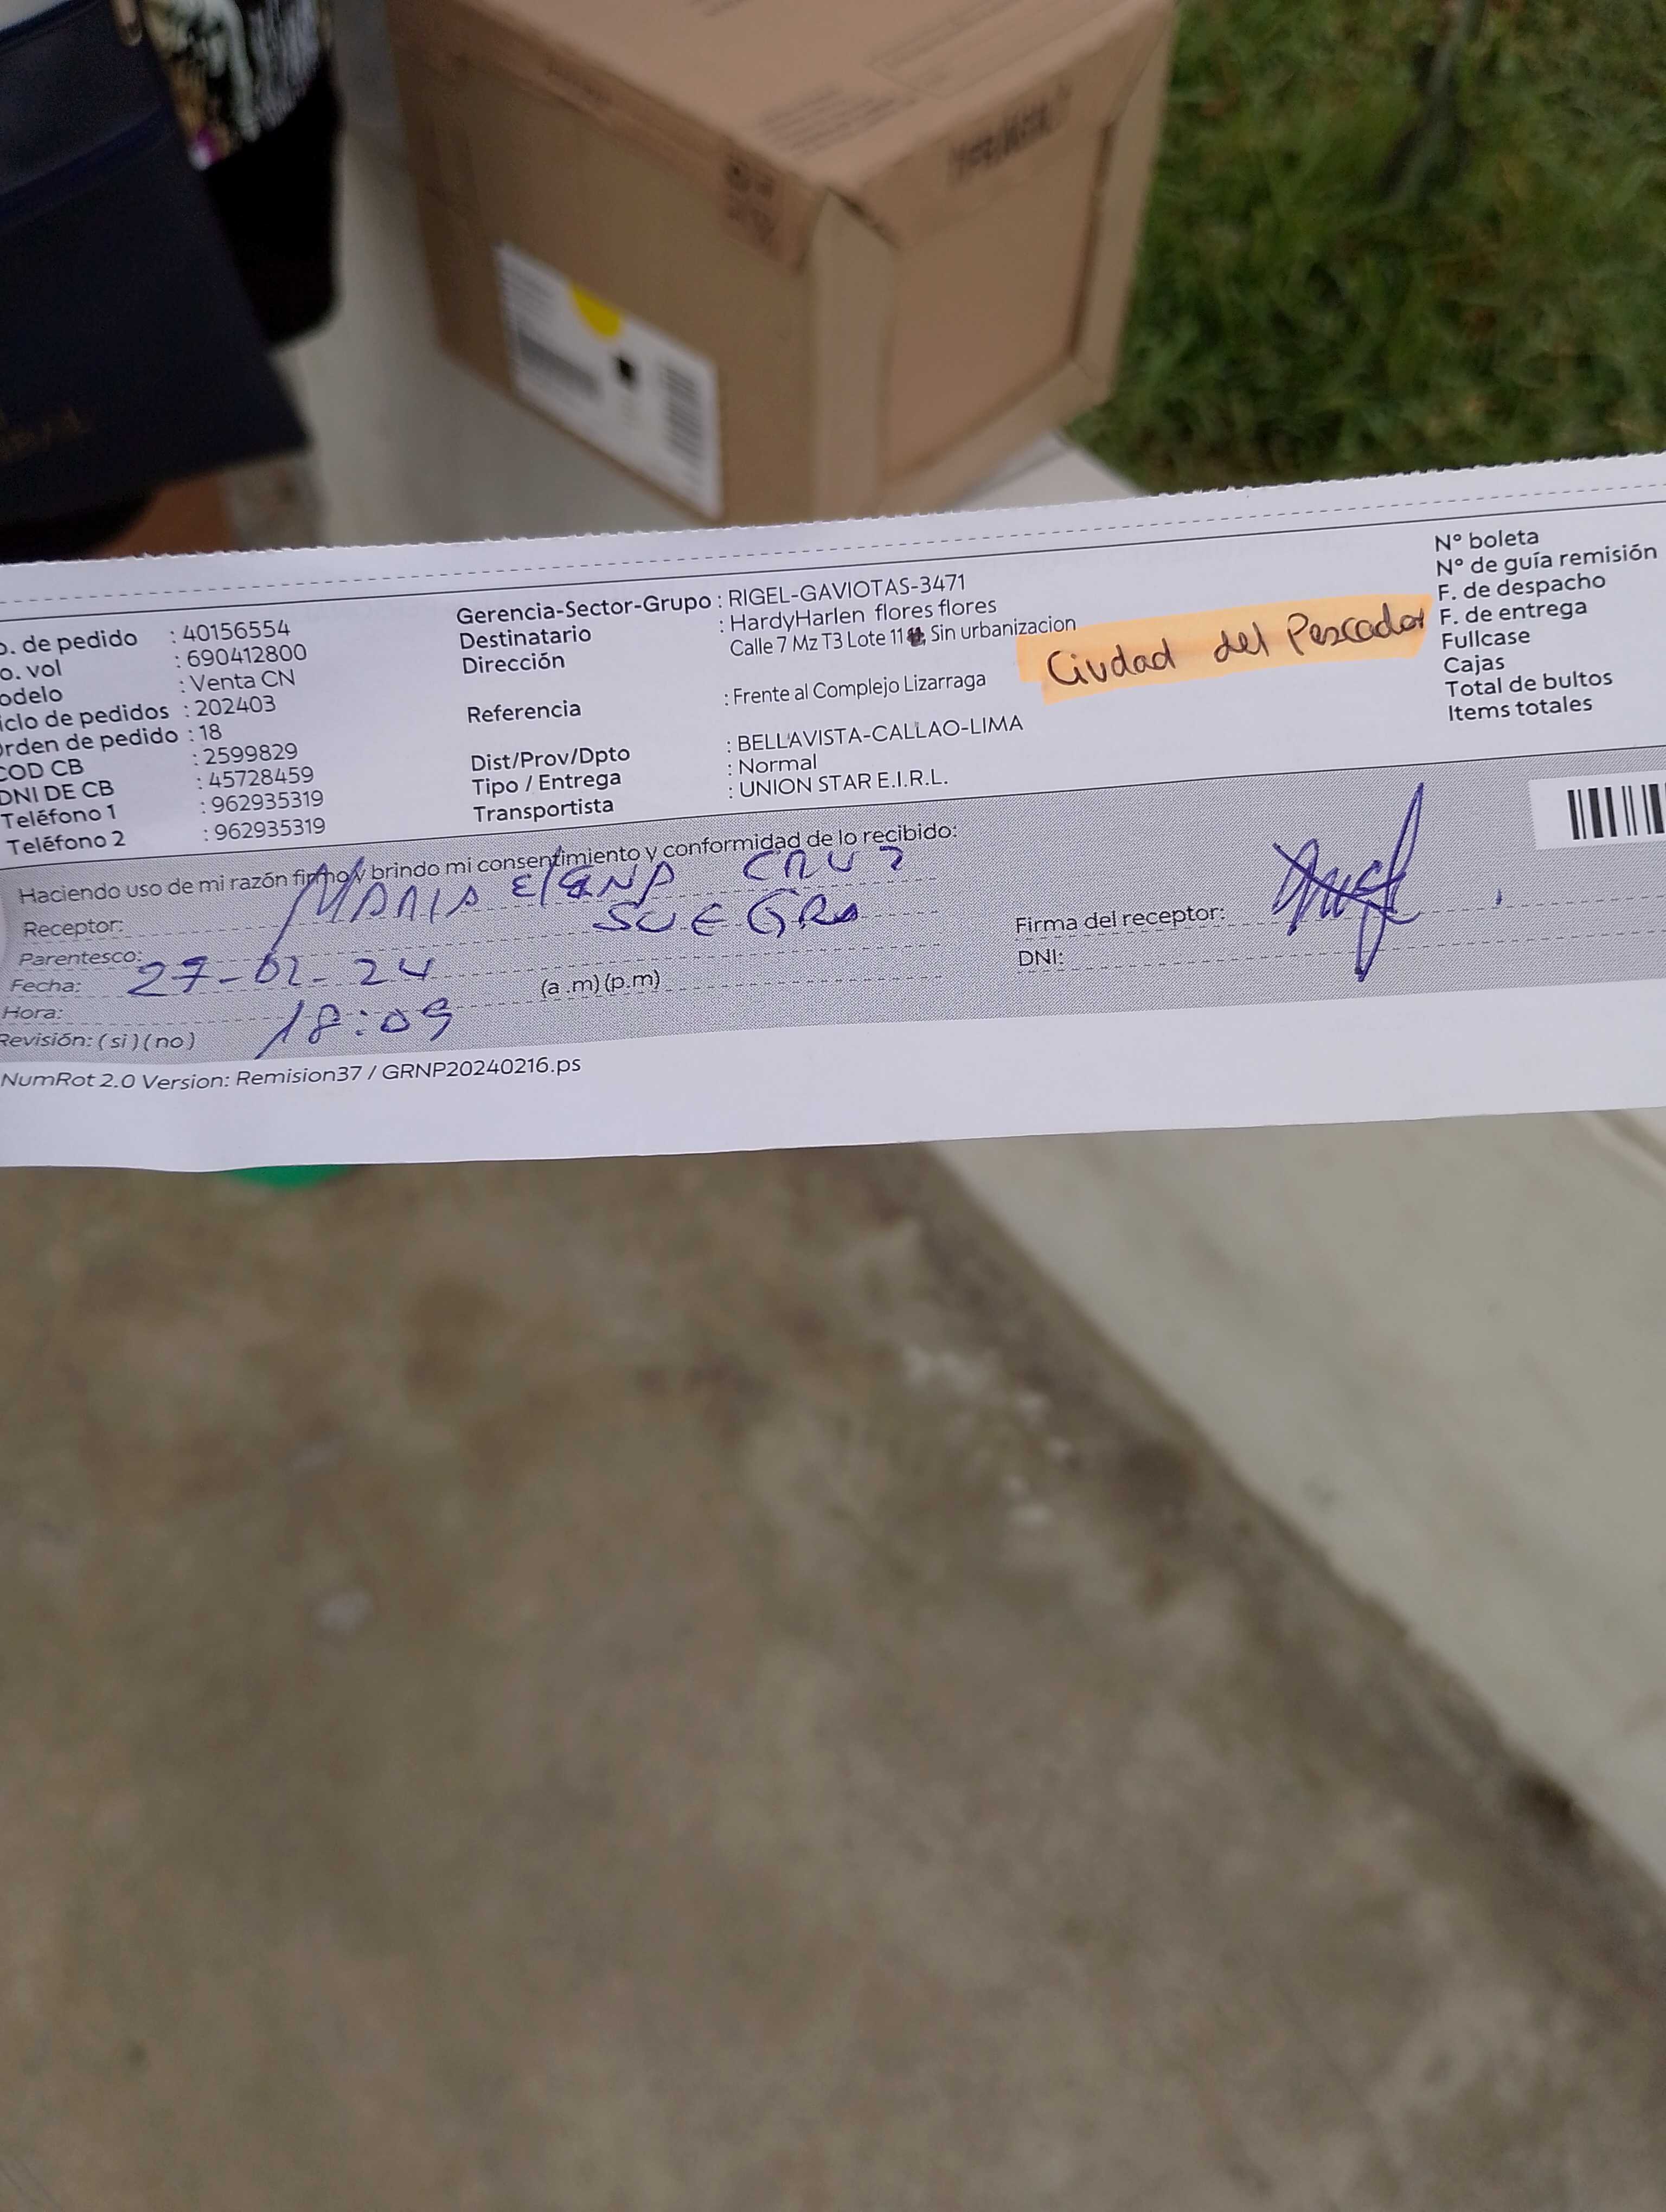 o. de pedido : 40156554
o. vol : 690412800
odelo : Venta CN
iclo de pedidos : 202403
rden de pedido : 18
COD CB : 2599829
DNI DE CB : 45728459
Teléfono 1 : 962935319
Teléfono 2 : 962935319
Gerencia-Sector-Grupo : RIGEL-GAVIOTAS-3471
Destinatario : HardyHarlen flores flores
Dirección Calle 7 Mz T3 Lote 11 Sin urbanizacion
Ciudad del Pescador
Referencia : Frente al Complejo Lizarraga
Dist/Prov/Dpto : BELLAVISTA-CALLAO-LIMA
Tipo / Entrega : Normal
Transportista : UNION STAR E.I.R.L.
N° boleta
N° de guía remisión
F. de despacho
F. de entrega
Fullcase
Cajas
Total de bultos
Items totales
Haciendo uso de mi razón firmo y brindo mi consentimiento y conformidad de lo recibido:
Receptor: MARIA ElENA CRUZ
Parentesco: SUEGRA
Fecha: 27-02-24
Hora: 18:09 (a .m) (p.m)
Revisión: ( si ) ( no )
Firma del receptor:
DNI:
NumRot 2.0 Version: Remision37 / GRNP20240216.ps